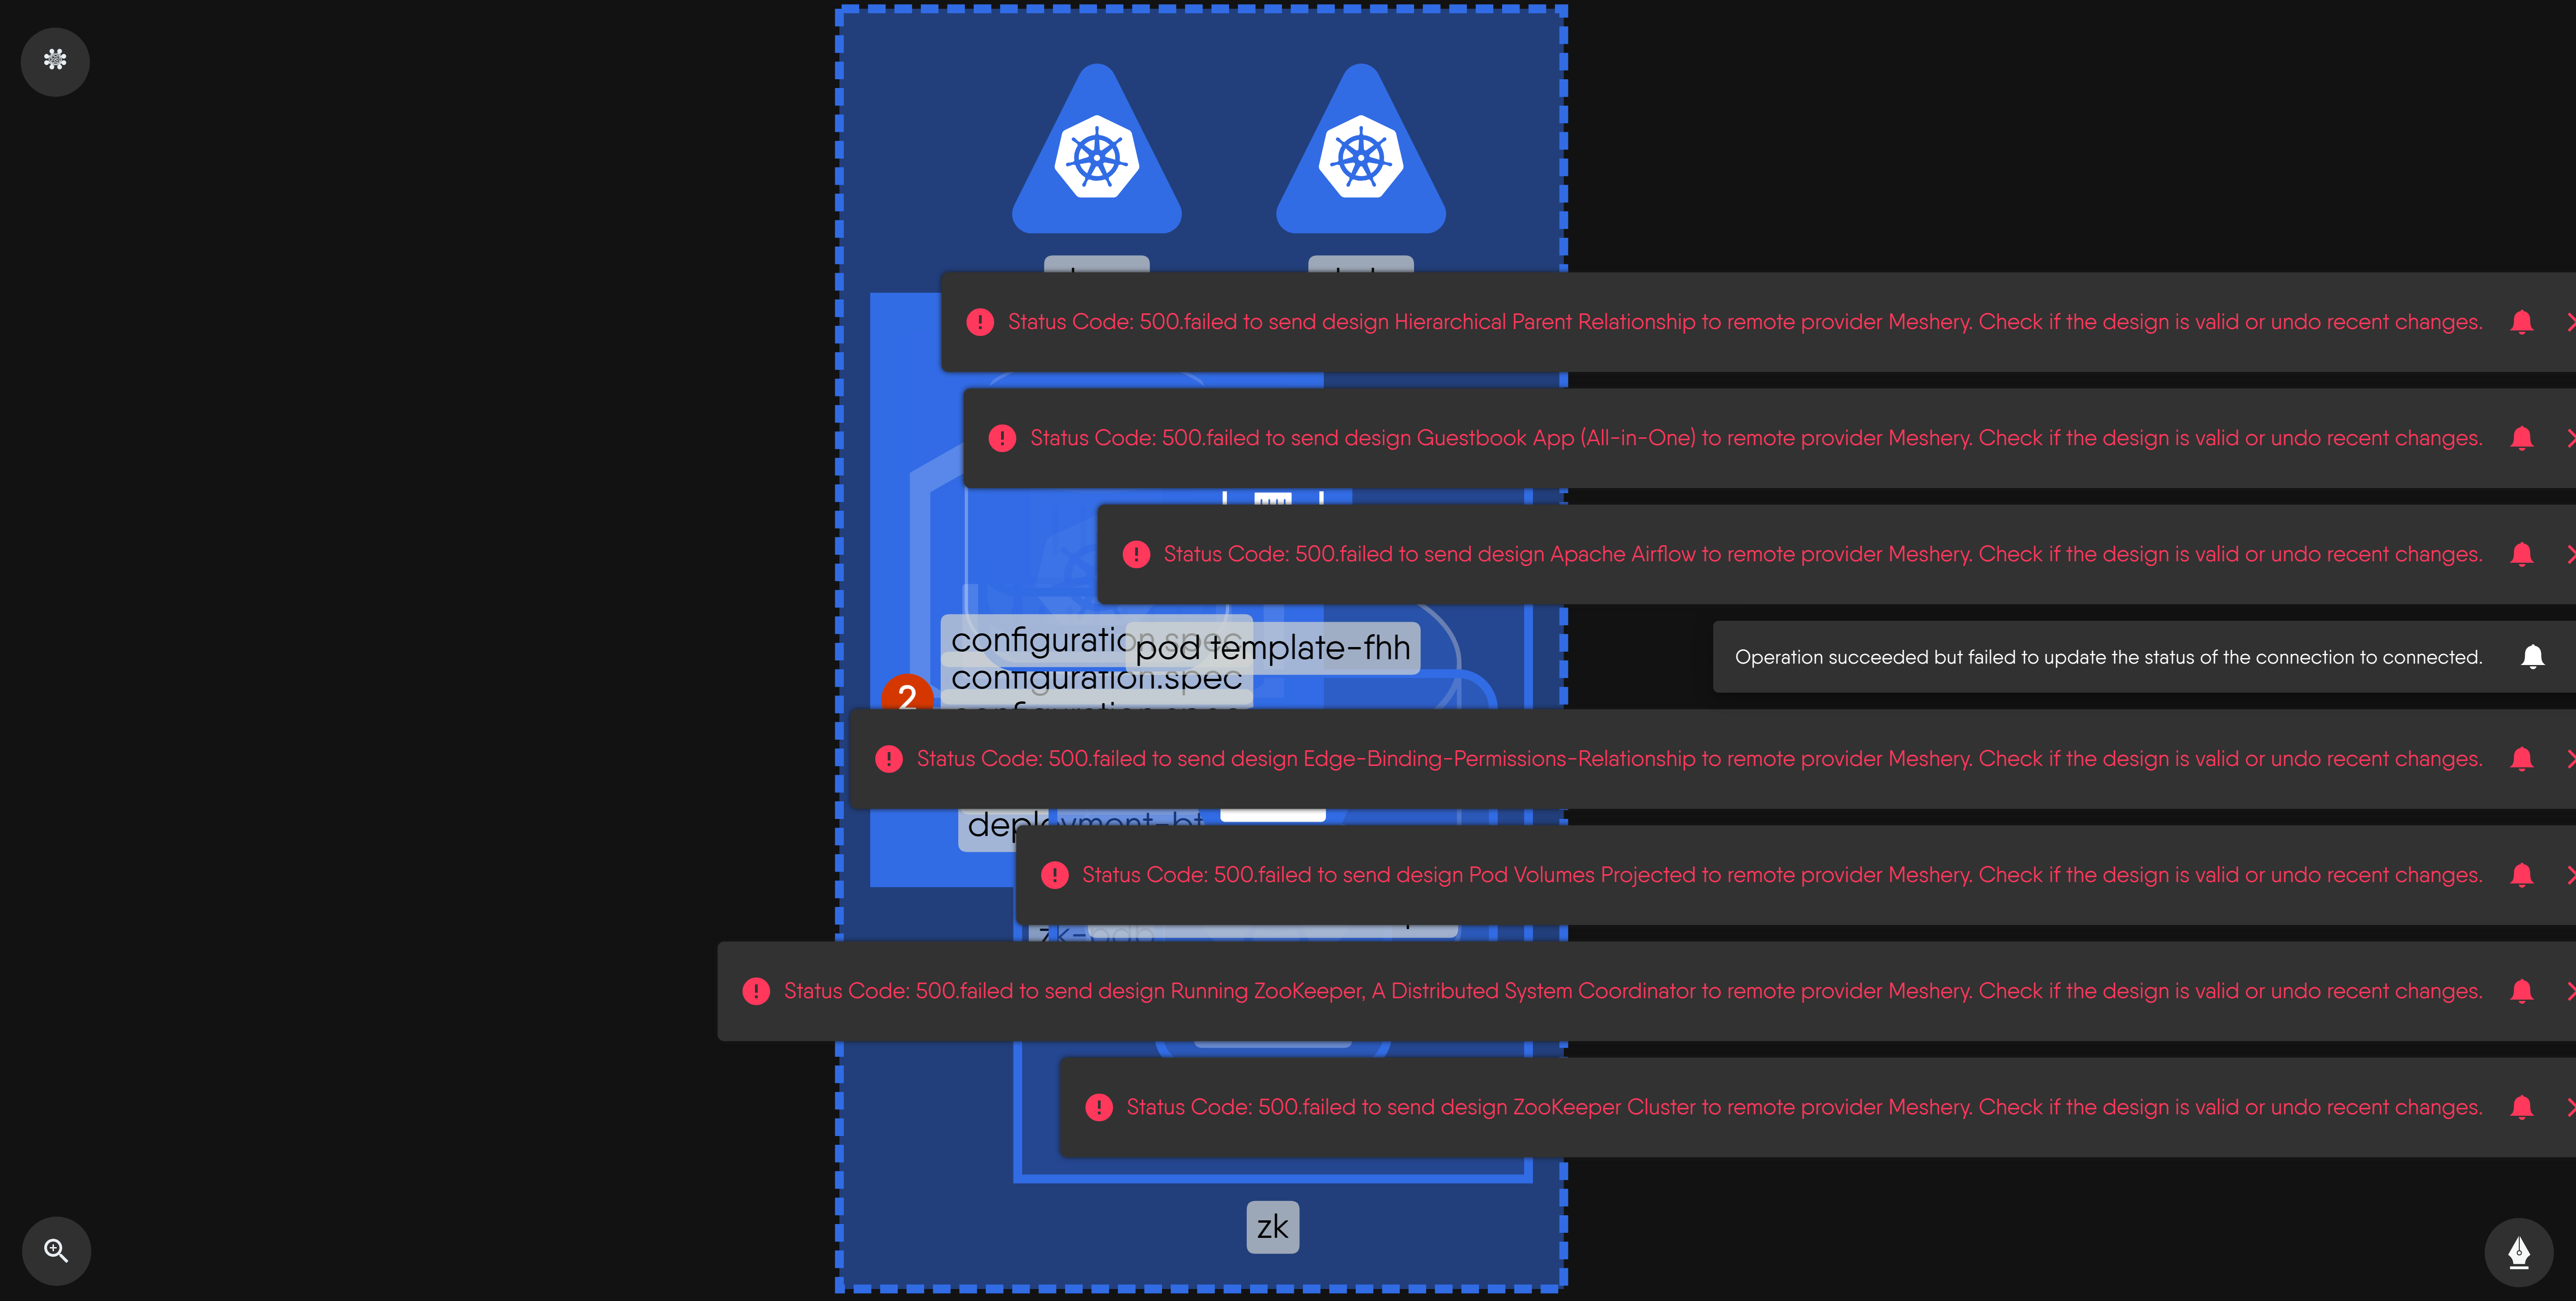 Status Code: 500.failed to send design Hierarchical Parent Relationship to remote provider Meshery. Check if the design is valid or undo recent changes.
Status Code: 500.failed to send design Guestbook App (All-in-One) to remote provider Meshery. Check if the design is valid or undo recent changes.
Status Code: 500.failed to send design Apache Airflow to remote provider Meshery. Check if the design is valid or undo recent changes.
configuration.spec
pod template-fhh
Operation succeeded but failed to update the status of the connection to connected.
configuration.spec
2
Status Code: 500.failed to send design Edge-Binding-Permissions-Relationship to remote provider Meshery. Check if the design is valid or undo recent changes.
deployment-bt
Status Code: 500.failed to send design Pod Volumes Projected to remote provider Meshery. Check if the design is valid or undo recent changes.
zk-pdb
Status Code: 500.failed to send design Running ZooKeeper, A Distributed System Coordinator to remote provider Meshery. Check if the design is valid or undo recent changes.
Status Code: 500.failed to send design ZooKeeper Cluster to remote provider Meshery. Check if the design is valid or undo recent changes.
zk